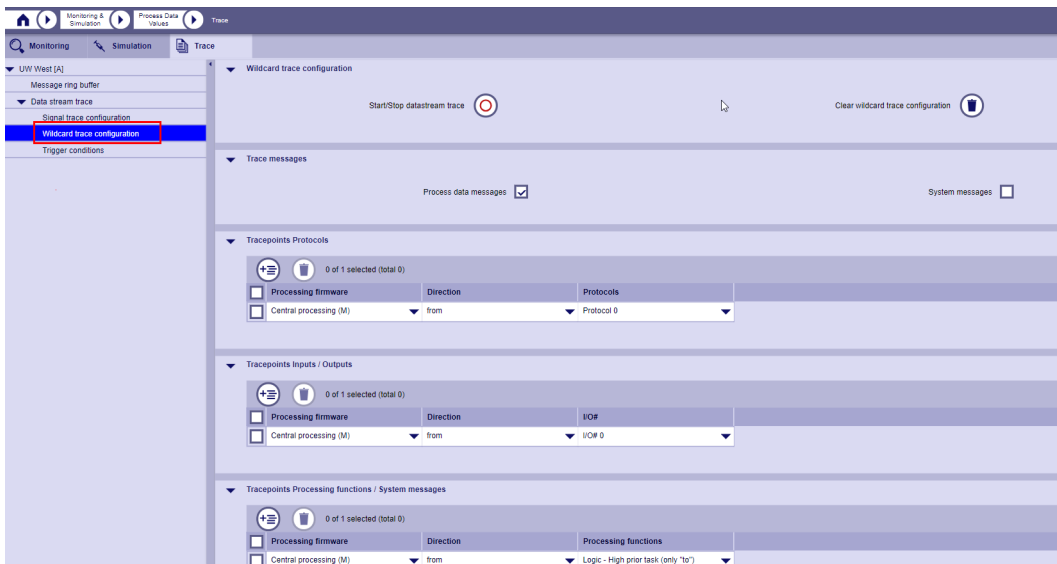 Monitoring & Simulation
Process Data Values
Trace
Monitoring
Simulation
Trace
UW West [A]
Message ring buffer
Data stream trace
Signal trace configuration
Wildcard trace configuration
Trigger conditions
Wildcard trace configuration
Start/Stop datastream trace
Clear wildcard trace configuration
Trace messages
Process data messages
System messages
Tracepoints Protocols
0 of 1 selected (total 0)
Processing firmware Direction Protocols
Central processing (M) from Protocol 0
Tracepoints Inputs / Outputs
0 of 1 selected (total 0)
Processing firmware Direction I/O#
Central processing (M) from I/O# 0
Tracepoints Processing functions / System messages
0 of 1 selected (total 0)
Processing firmware Direction Processing functions
Central processing (M) from Logic - High prior task (only "to")